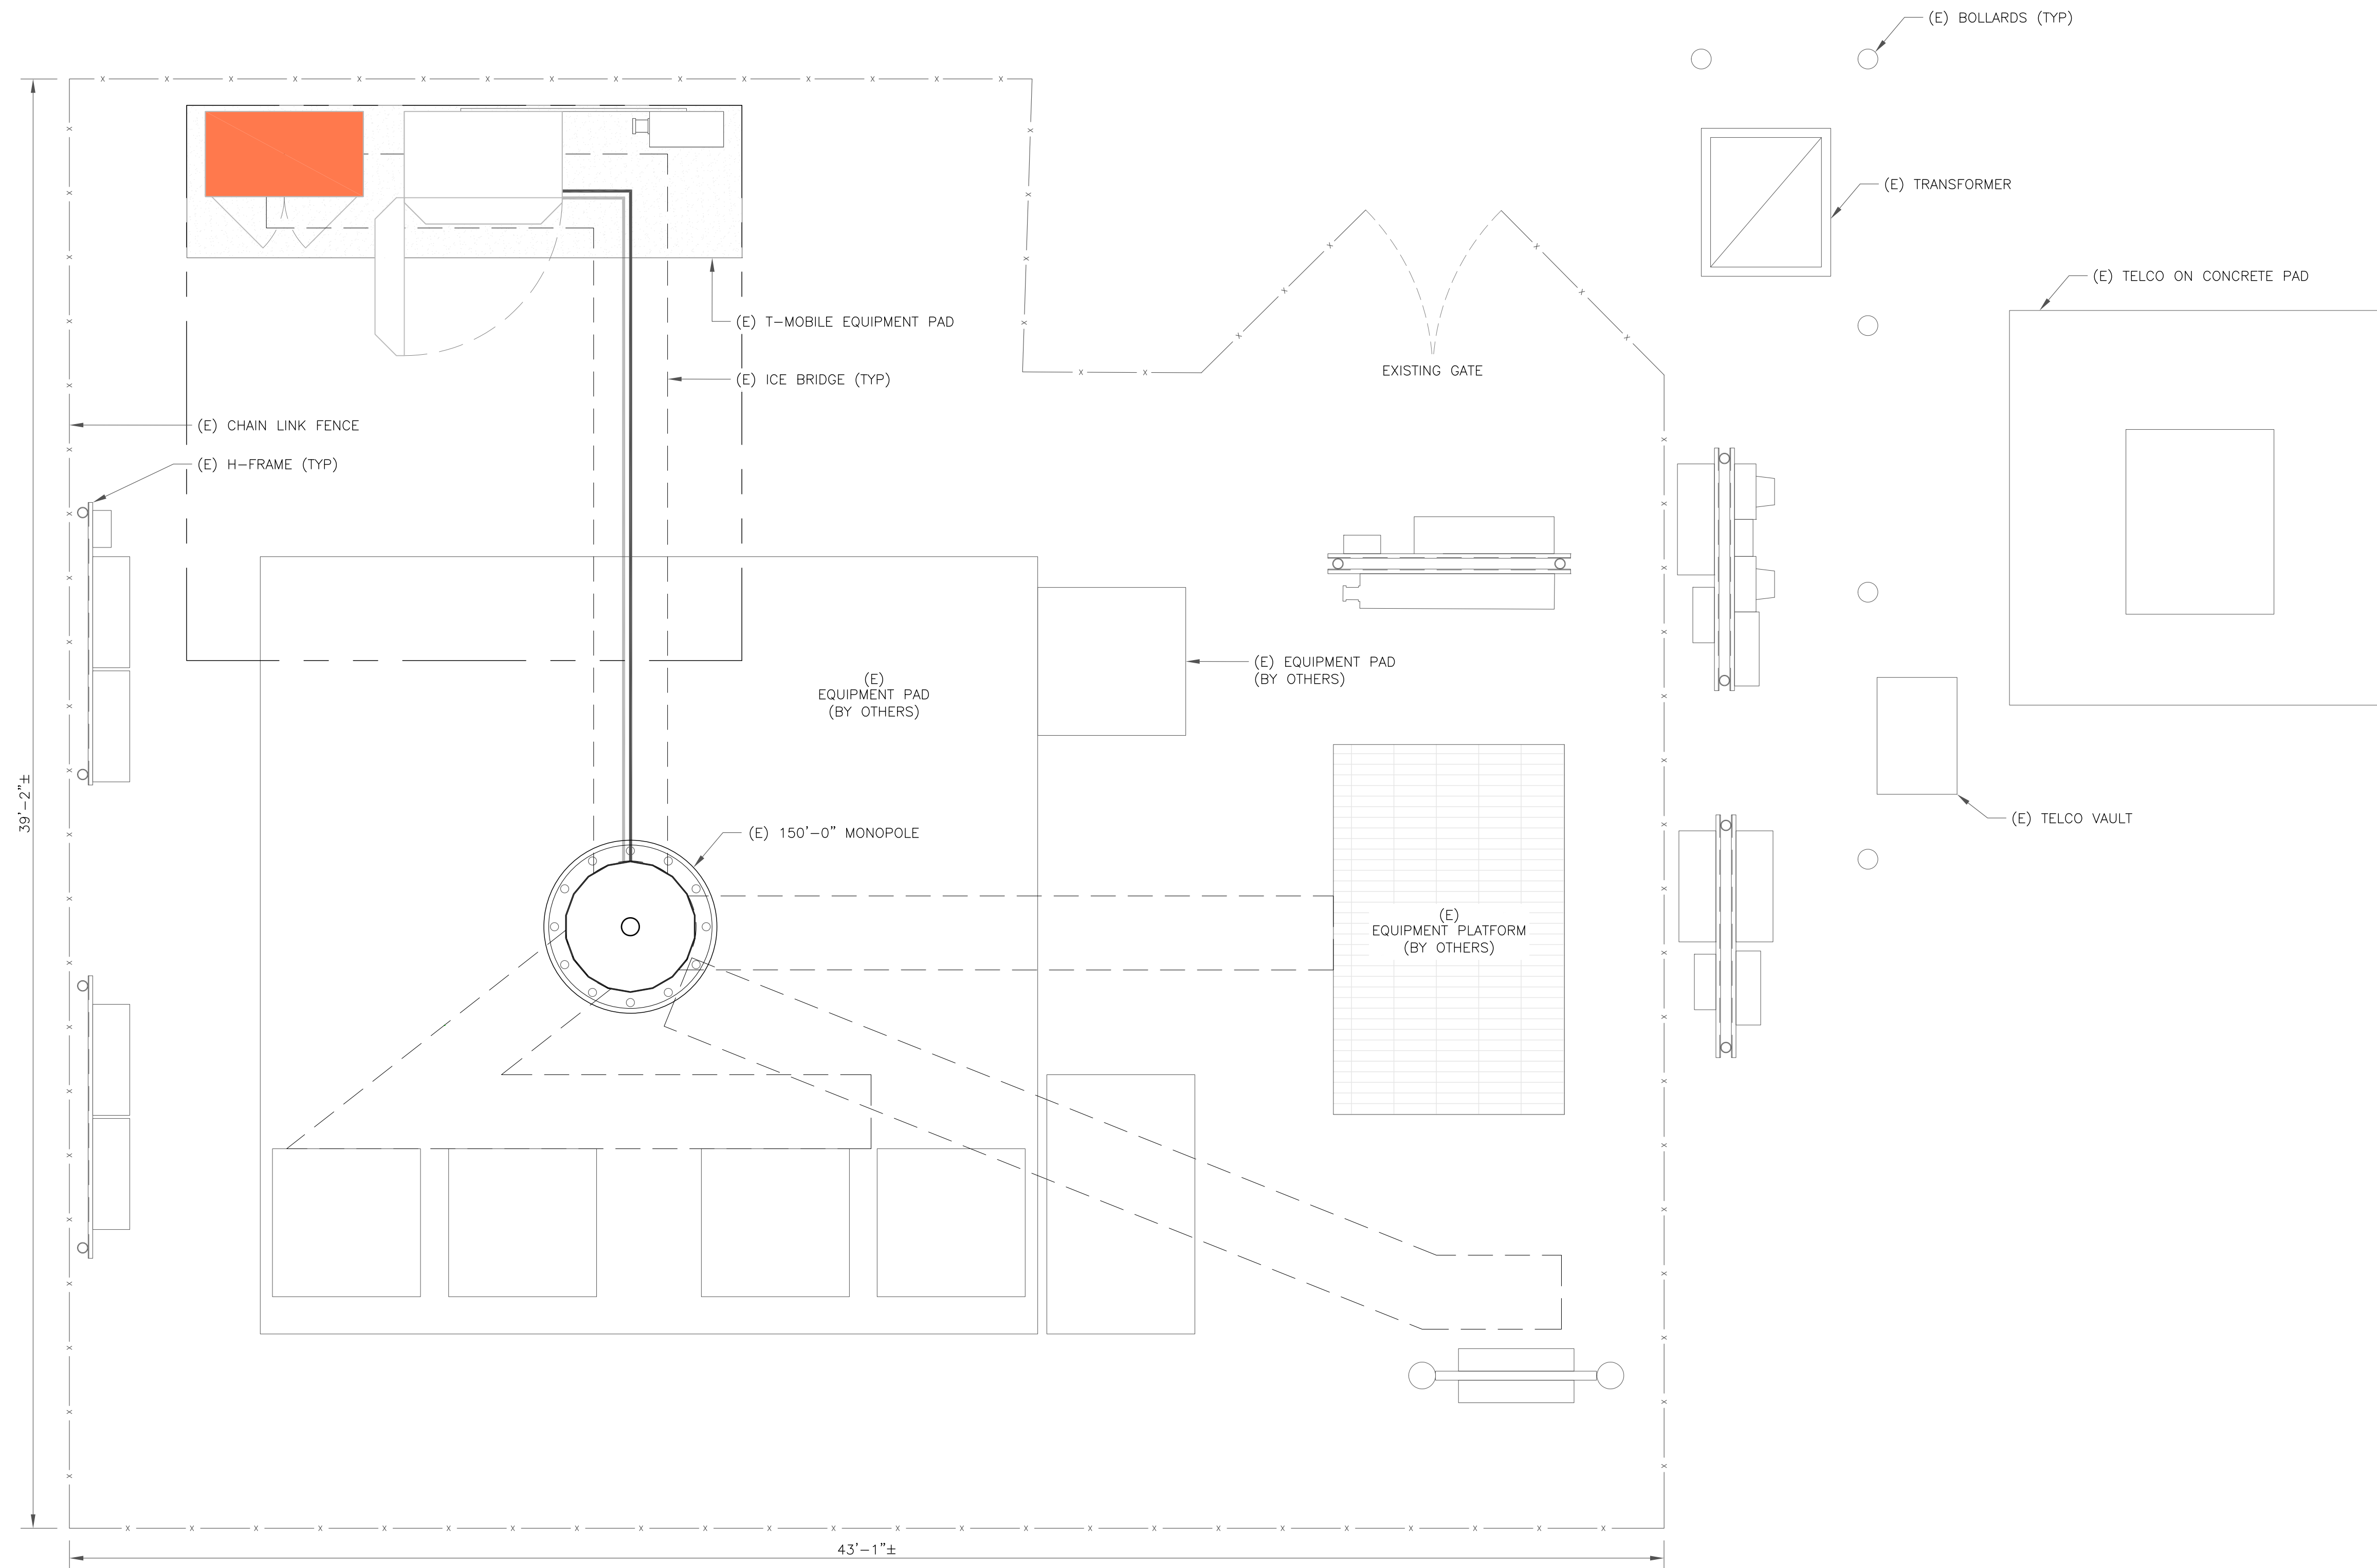 (E) BOLLARDS (TYP)
(E) TRANSFORMER
(E) TELCO ON CONCRETE PAD
(E) T-MOBILE EQUIPMENT PAD
EXISTING GATE
(E) ICE BRIDGE (TYP)
(E) CHAIN LINK FENCE
(E) H-FRAME (TYP)
(E) EQUIPMENT PAD
(BY OTHERS)
(E)
EQUIPMENT PAD
(BY OTHERS)
39'-2"±
(E) TELCO VAULT
(E) 150'-0" MONOPOLE
(E)
EQUIPMENT PLATFORM
(BY OTHERS)
43'-1"±